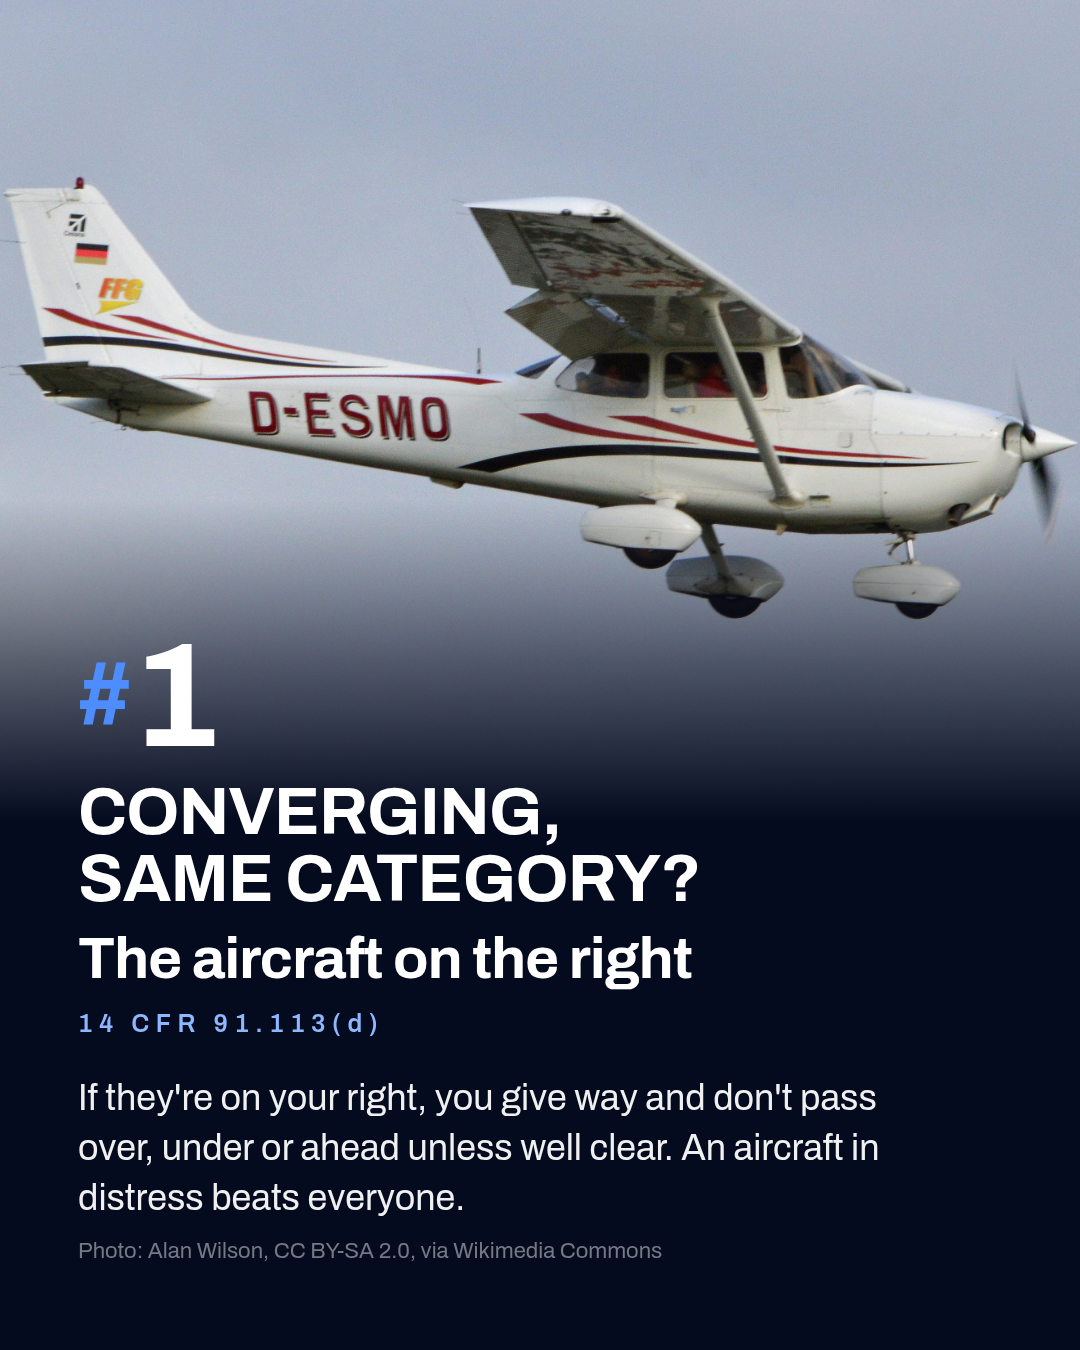 FFG
D-ESMO
#1
CONVERGING,
SAME CATEGORY?
The aircraft on the right
14 CFR 91.113(d)
If they're on your right, you give way and don't pass
over, under or ahead unless well clear. An aircraft in
distress beats everyone.
Photo: Alan Wilson, CC BY-SA 2.0, via Wikimedia Commons